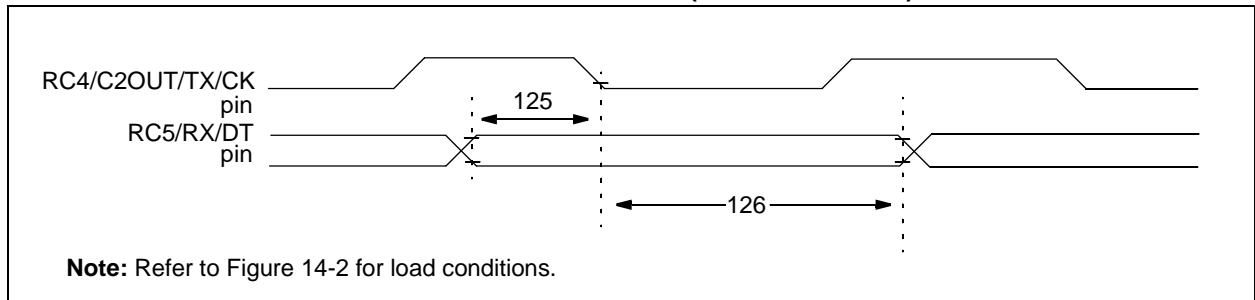 RC4/C2OUT/TX/CK
pin
125
RC5/RX/DT
pin
126
Note: Refer to Figure 14-2 for load conditions.